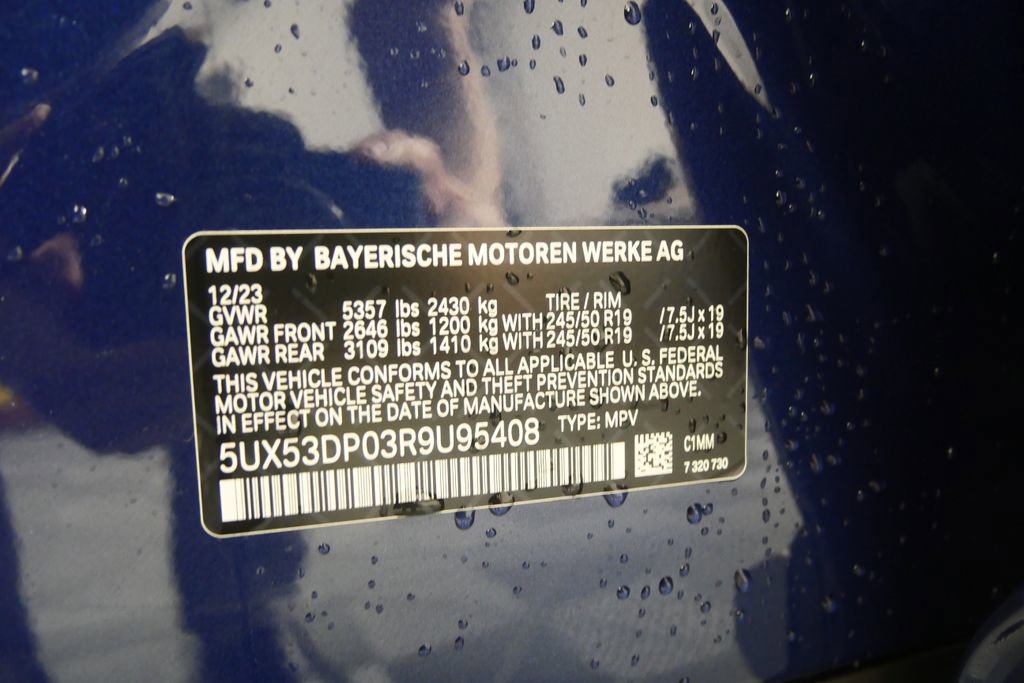 MFD BY BAYERISCHE MOTOREN WERKE AG
12/23
GVWR 5357 lbs 2430 kg TIRE / RIM
GAWR FRONT 2646 lbs 1200 kg WITH 245/50 R19 /7.5J x 19
GAWR REAR 3109 lbs 1410 kg WITH 245/50 R19 /7.5J x 19
THIS VEHICLE CONFORMS TO ALL APPLICABLE U. S. FEDERAL
MOTOR VEHICLE SAFETY AND THEFT PREVENTION STANDARDS
IN EFFECT ON THE DATE OF MANUFACTURE SHOWN ABOVE.
5UX53DP03R9U95408 TYPE: MPV
C1MM
7 320 730